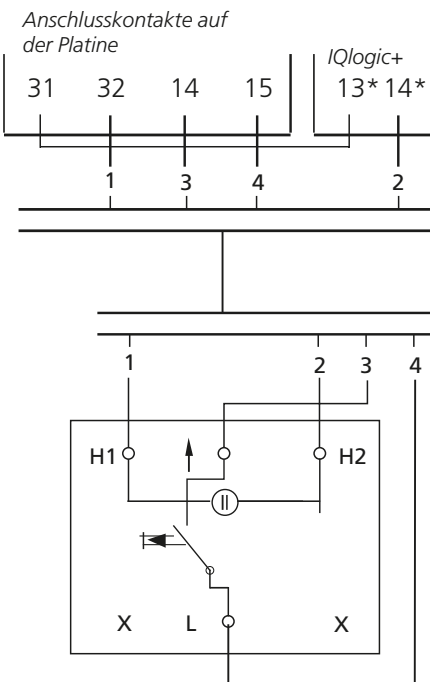 Anschlusskontakte auf
der Platine
IQlogic+
31 32 14 15 13* 14*
1 3 4 2
1 2 3 4
H1 H2
X L X